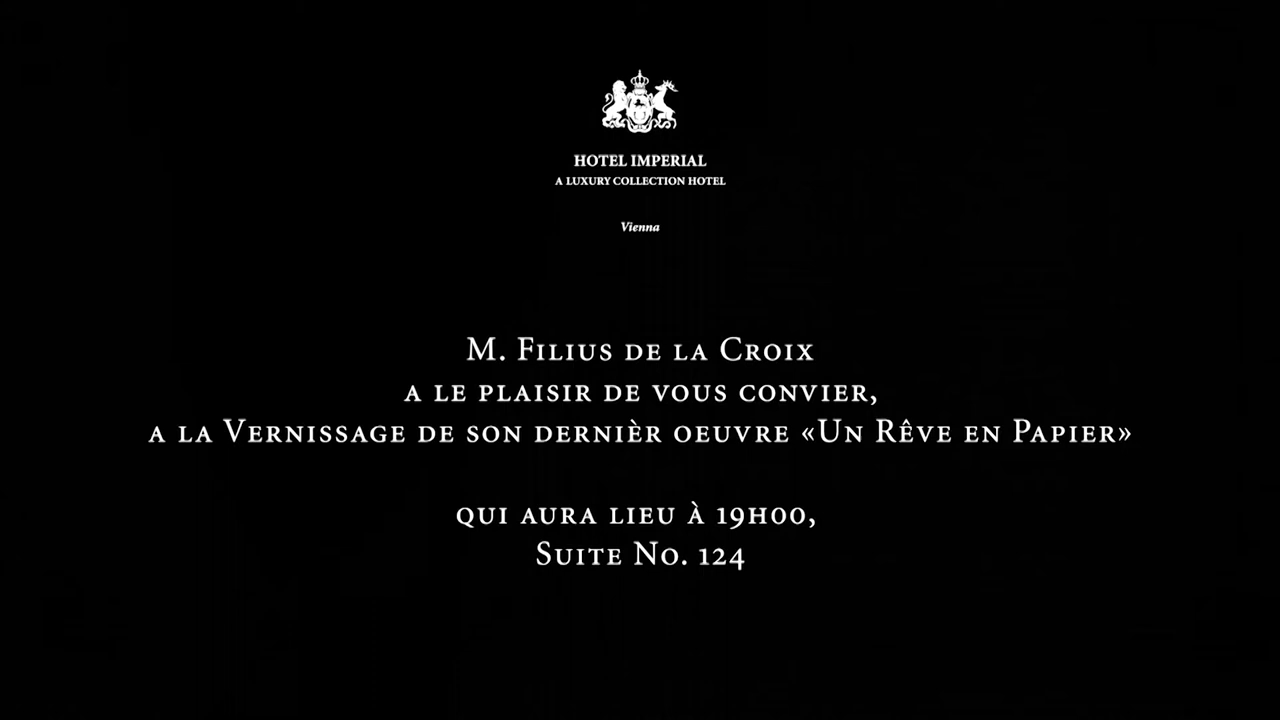 HOTEL IMPERIAL
A LUXURY COLLECTION HOTEL
Vienna
M. Filius de la Croix
a le plaisir de vous convier,
a la Vernissage de son dernièr oeuvre «Un Rêve en Papier»
qui aura lieu à 19h00,
Suite No. 124